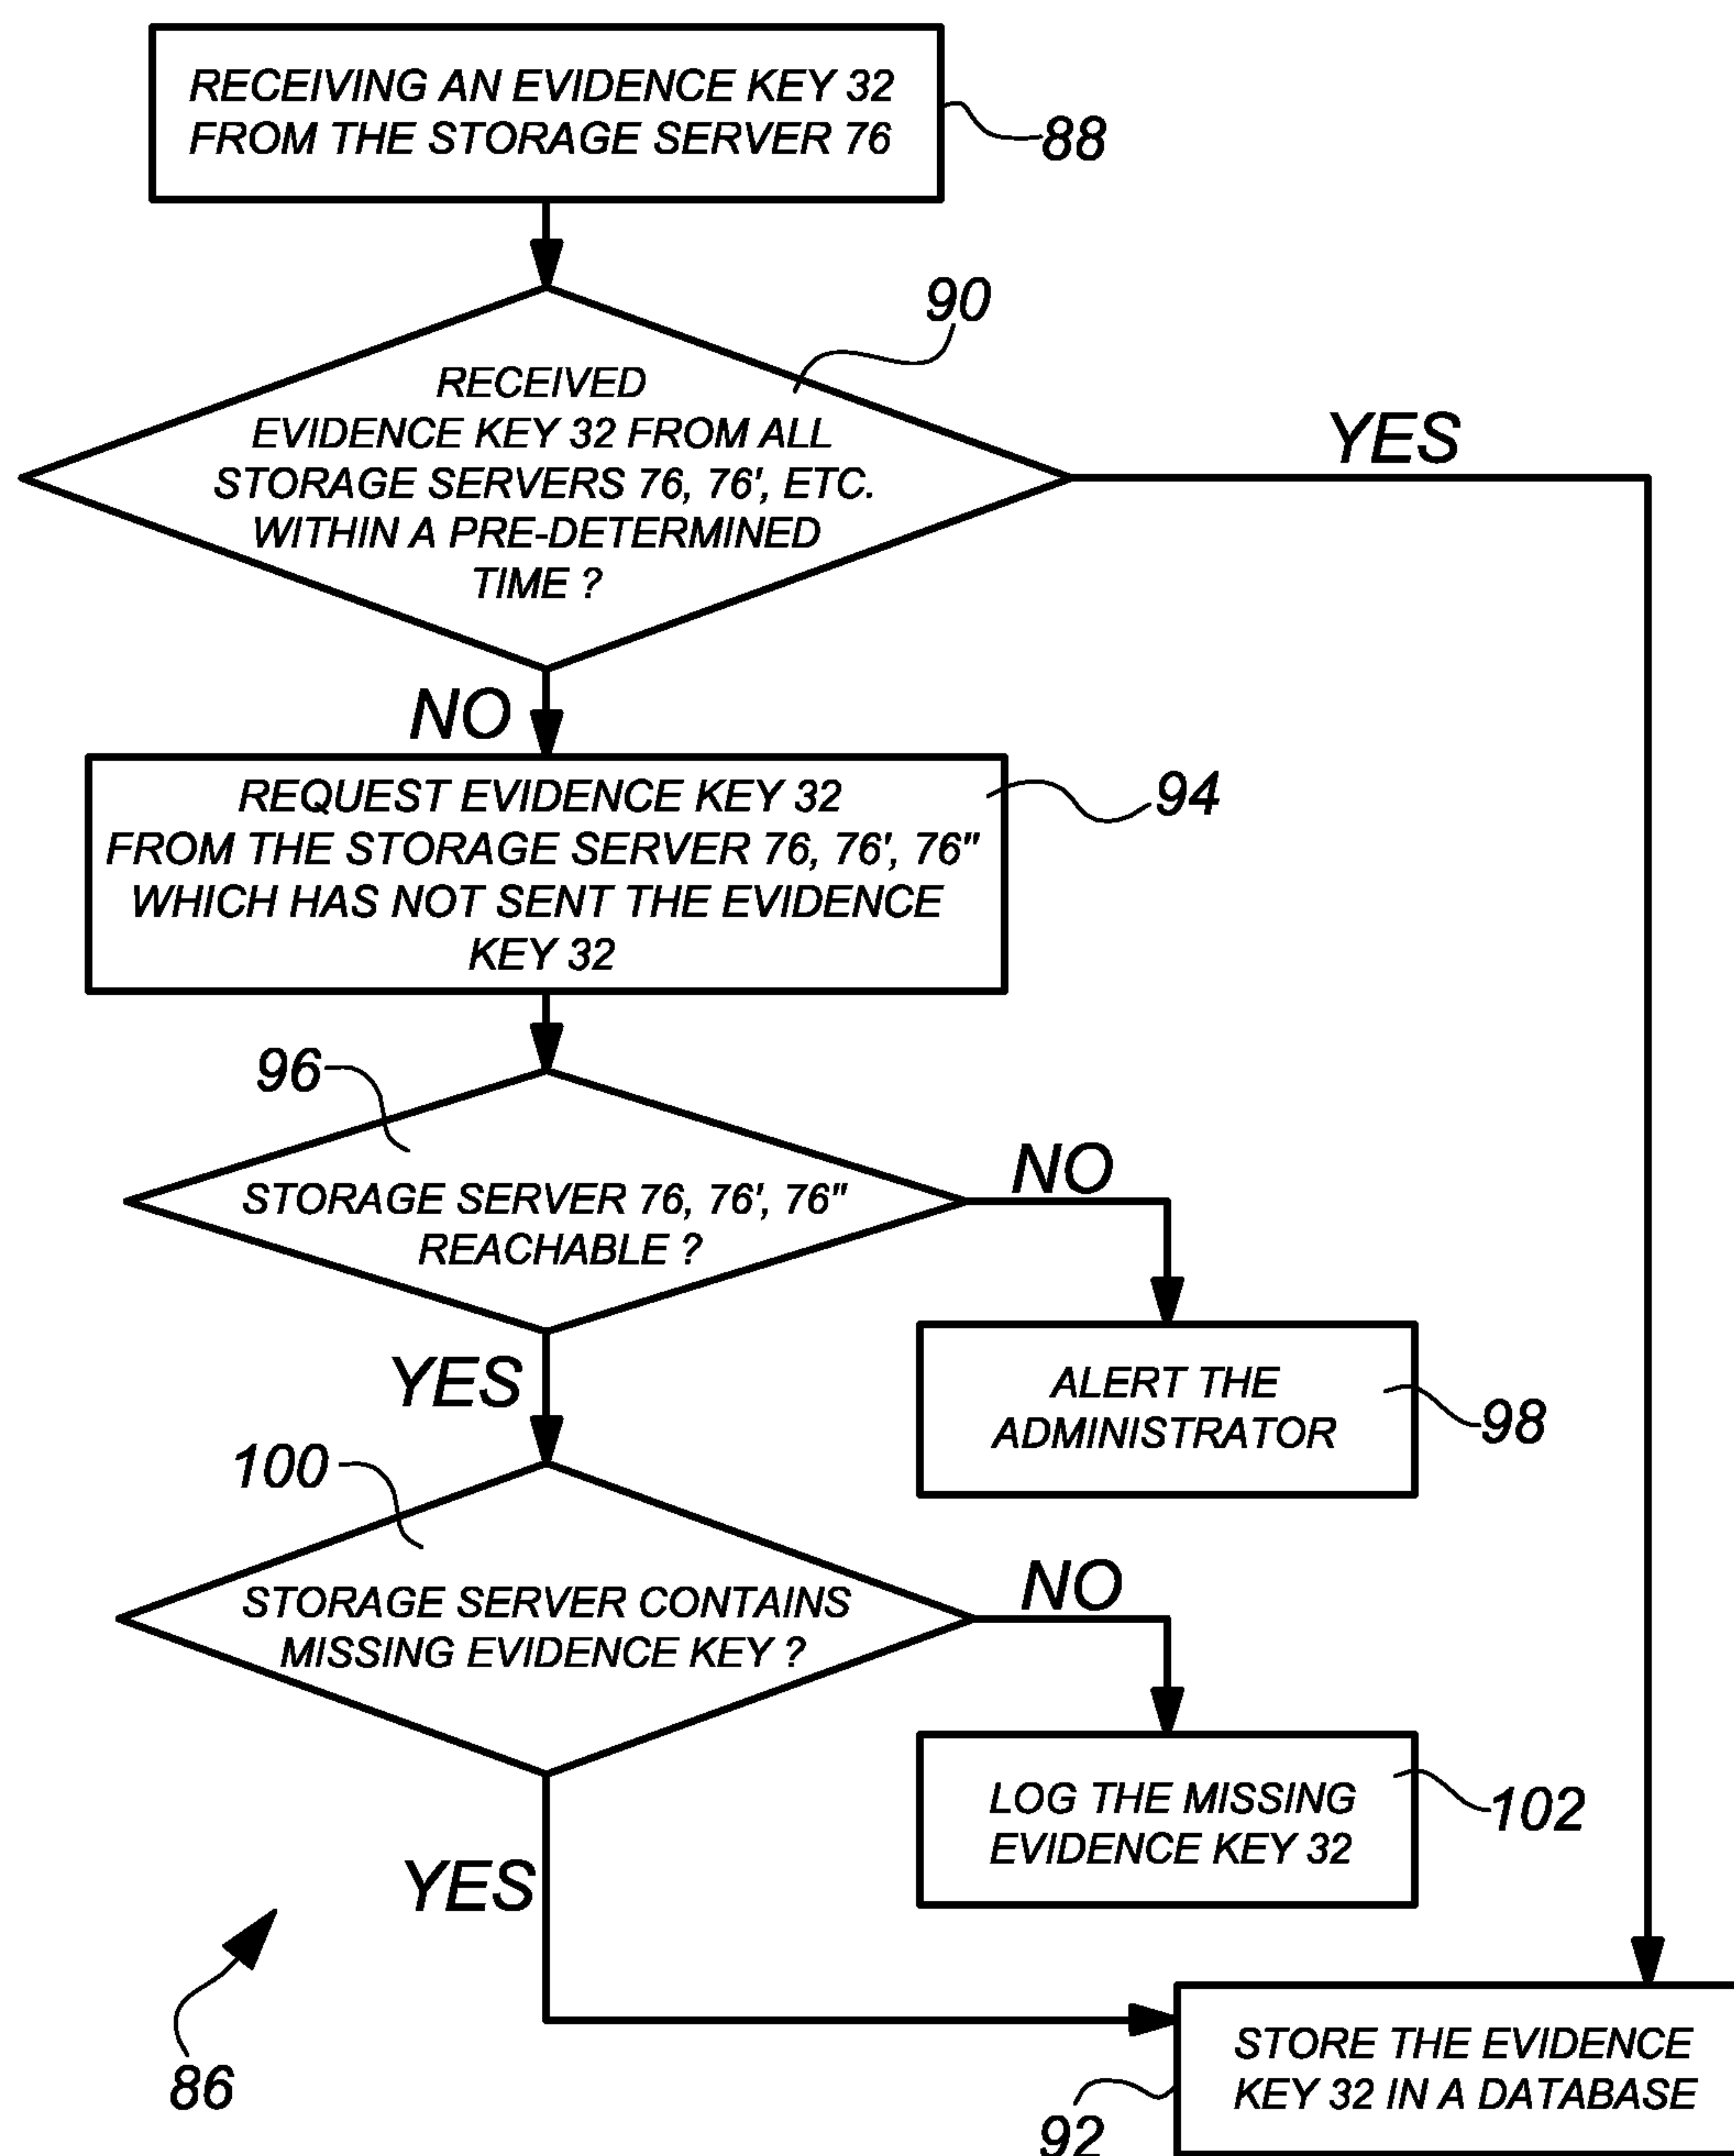 RECEIVING AN EVIDENCE KEY 32
FROM THE STORAGE SERVER 76
88
90
RECEIVED
EVIDENCE KEY 32 FROM ALL
STORAGE SERVERS 76, 76', ETC.
WITHIN A PRE-DETERMINED
TIME ?
YES
NO
REQUEST EVIDENCE KEY 32
FROM THE STORAGE SERVER 76, 76', 76"
WHICH HAS NOT SENT THE EVIDENCE
KEY 32
94
96
STORAGE SERVER 76, 76', 76"
REACHABLE ?
NO
YES
ALERT THE
ADMINISTRATOR
98
100
STORAGE SERVER CONTAINS
MISSING EVIDENCE KEY ?
NO
LOG THE MISSING
EVIDENCE KEY 32
102
YES
86
STORE THE EVIDENCE
KEY 32 IN A DATABASE
92